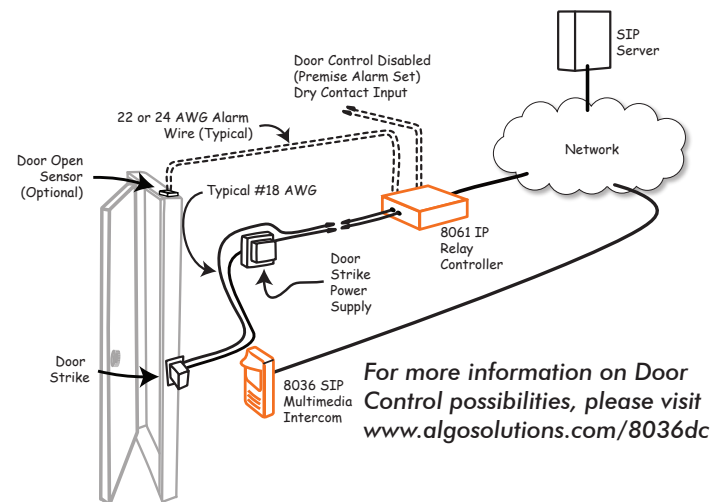 SIP
Server
Door Control Disabled
(Premise Alarm Set)
Dry Contact Input
22 or 24 AWG Alarm
Wire (Typical)
Network
Door Open
Sensor
(Optional)
Typical #18 AWG
8061 IP
Relay
Controller
Door
Strike
Power
Supply
Door
Strike
8036 SIP
Multimedia
Intercom
For more information on Door
Control possibilities, please visit
www.algosolutions.com/8036dc